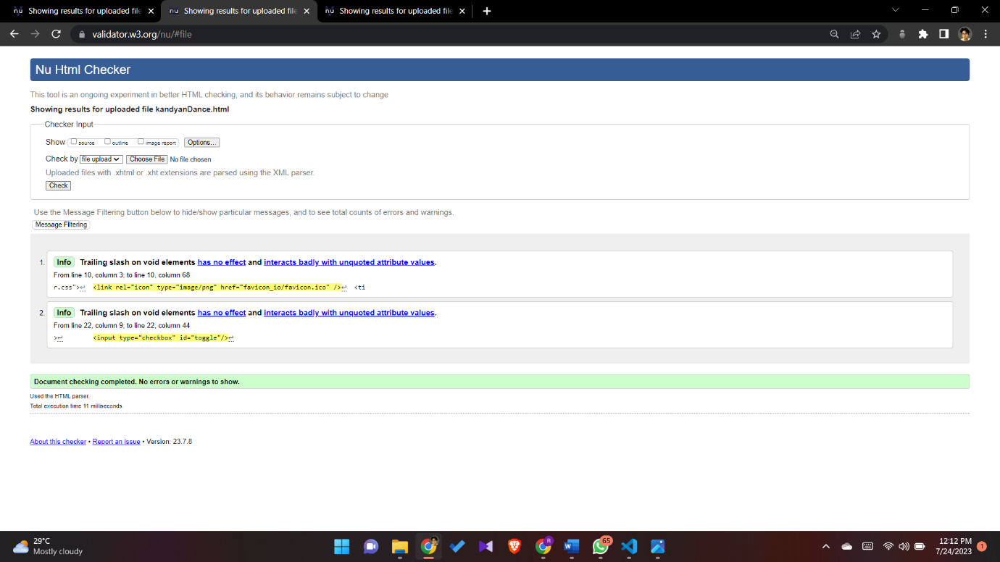 Showing results for uploaded file
Showing results for uploaded file
Showing results for uploaded file
validator.w3.org/nu/#file
Nu Html Checker
This tool is an ongoing experiment in better HTML checking, and its behavior remains subject to change
Showing results for uploaded file kandyanDance.html
Checker Input
Show source outline image report Options...
Check by file upload Choose File No file chosen
Uploaded files with .xhtml or .xht extensions are parsed using the XML parser.
Check
Use the Message Filtering button below to hide/show particular messages, and to see total counts of errors and warnings.
Message Filtering
1. Info Trailing slash on void elements has no effect and interacts badly with unquoted attribute values.
From line 10, column 3; to line 10, column 68
r.css">↩ <link rel="icon" type="image/png" href="favicon_io/favicon.ico" />↩ <ti
2. Info Trailing slash on void elements has no effect and interacts badly with unquoted attribute values.
From line 22, column 9; to line 22, column 44
>↩ <input type="checkbox" id="toggle"/>↩
Document checking completed. No errors or warnings to show.
Used the HTML parser.
Total execution time 11 milliseconds.
About this checker • Report an issue • Version: 23.7.8
29°C
Mostly cloudy
R
65
12:12 PM
7/24/2023
1